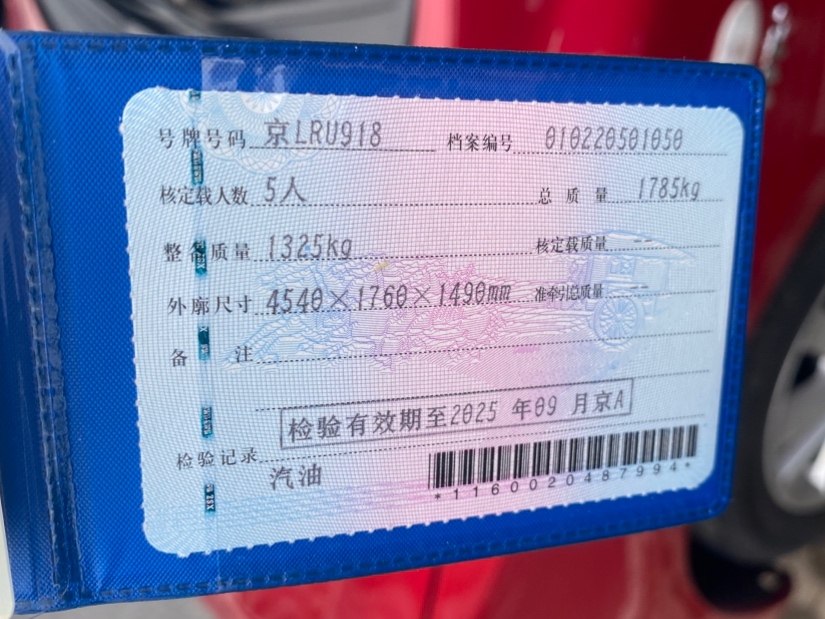 号牌号码 京LRU918 档案编号 010220501050
核定载人数 5人 总质量 1785kg
整备质量 1325kg 核定载质量 --
外廓尺寸 4540×1760×1490mm 准牵引总质量 --
备注
检验有效期至2025 年09 月京A
检验记录
汽油
*1160020487994*